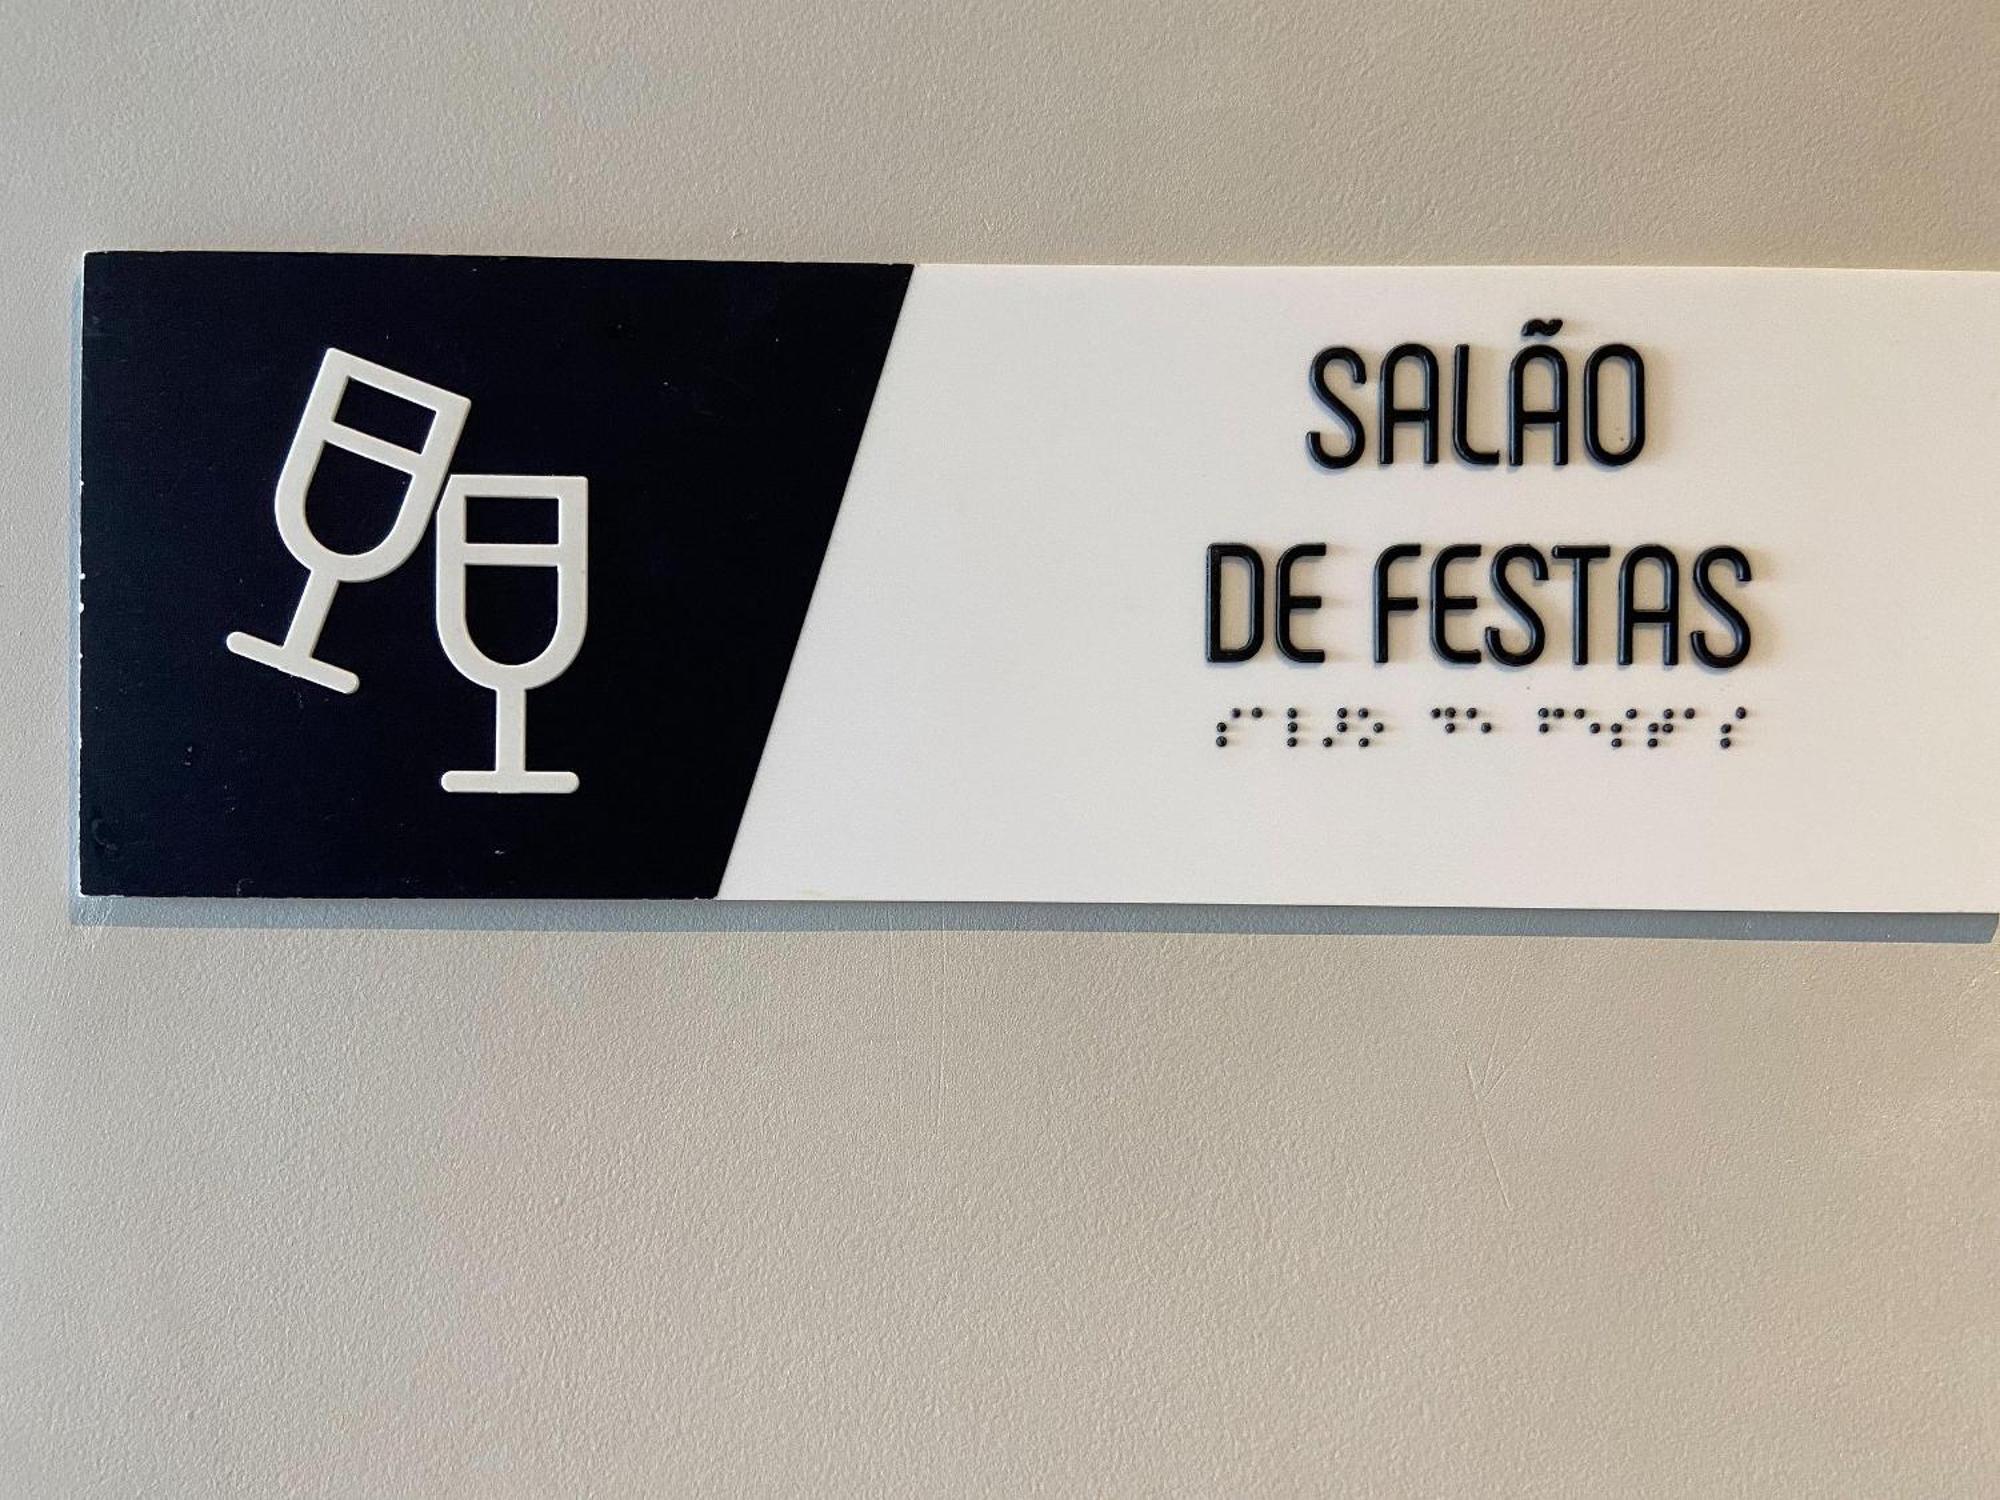 SALÃO
DE FESTAS
⠎⠁⠇⠜⠕ ⠙⠑ ⠋⠑⠎⠞⠁⠎